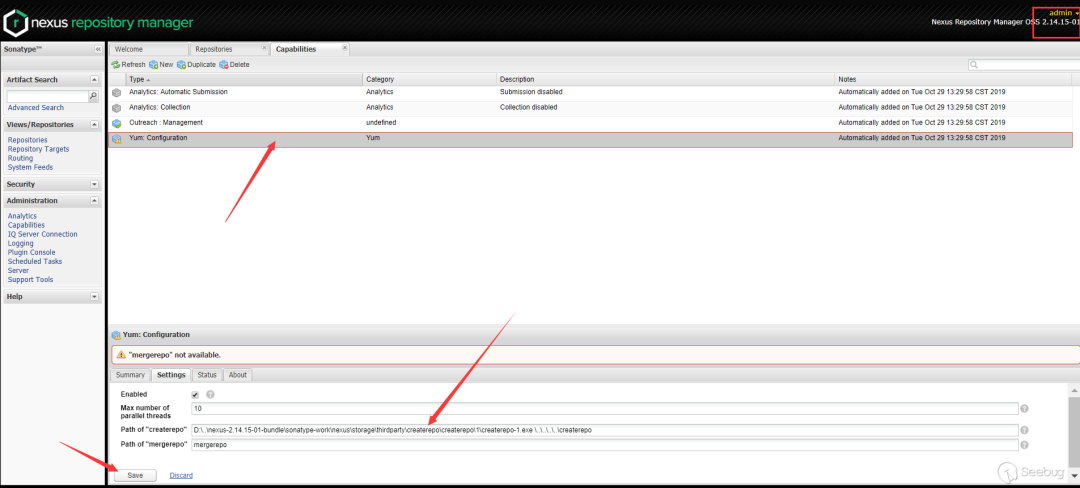 nexus repository manager
admin
Nexus Repository Manager OSS 2.14.15-01
Sonatype™
Welcome
Repositories
Capabilities
Refresh New Duplicate Delete
Type Category Description Notes
Analytics: Automatic Submission Analytics Submission disabled Automatically added on Tue Oct 29 13:29:58 CST 2019
Analytics: Collection Analytics Collection disabled Automatically added on Tue Oct 29 13:29:58 CST 2019
Outreach : Management undefined Automatically added on Tue Oct 29 13:29:58 CST 2019
Yum: Configuration Yum Automatically added on Tue Oct 29 13:29:58 CST 2019
Artifact Search
Advanced Search
Views/Repositories
Repositories
Repository Targets
Routing
System Feeds
Security
Administration
Analytics
Capabilities
IQ Server Connection
Logging
Plugin Console
Scheduled Tasks
Server
Support Tools
Help
Yum: Configuration
"mergerepo" not available.
Summary Settings Status About
Enabled
Max number of
parallel threads
10
Path of "createrepo" D:\..\nexus-2.14.15-01-bundle\sonatype-work\nexus\storage\thirdparty\createrepo\createrepo\1\createrepo-1.exe \..\..\..\..\createrepo
Path of "mergerepo" mergerepo
Save Discard
Seebug